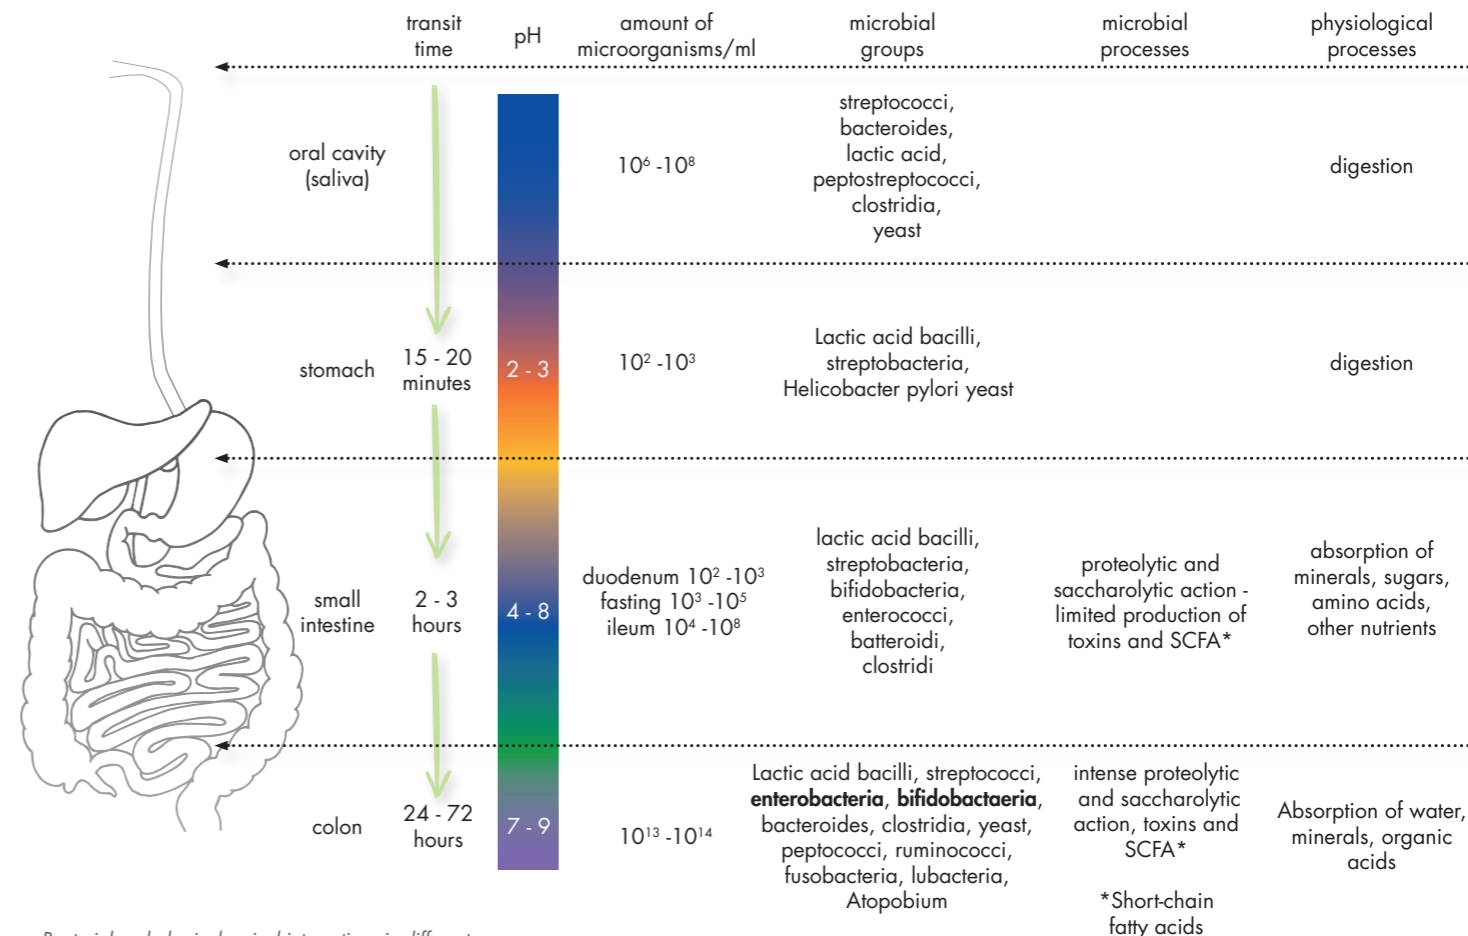 transit time
pH
amount of microorganisms/ml
microbial groups
microbial processes
physiological processes
oral cavity
(saliva)
10⁶ -10⁸
streptococci,
bacteroides,
lactic acid,
peptostreptococci,
clostridia,
yeast
digestion
stomach
15 - 20
minutes
2 - 3
10² -10³
Lactic acid bacilli,
streptobacteria,
Helicobacter pylori yeast
digestion
small
intestine
2 - 3
hours
4 - 8
duodenum 10² -10³
fasting 10³ -10⁵
ileum 10⁴ -10⁸
lactic acid bacilli,
streptobacteria,
bifidobacteria,
enterococci,
batteroidi,
clostridi
proteolytic and
saccharolytic action -
limited production of
toxins and SCFA*
absorption of
minerals, sugars,
amino acids,
other nutrients
colon
24 - 72
hours
7 - 9
10¹³ -10¹⁴
Lactic acid bacilli, streptococci,
enterobacteria, bifidobactaeria,
bacteroides, clostridia, yeast,
peptococci, ruminococci,
fusobacteria, lubacteria,
Atopobium
intense proteolytic
and saccharolytic
action, toxins and
SCFA*
*Short-chain
fatty acids
Absorption of water,
minerals, organic
acids